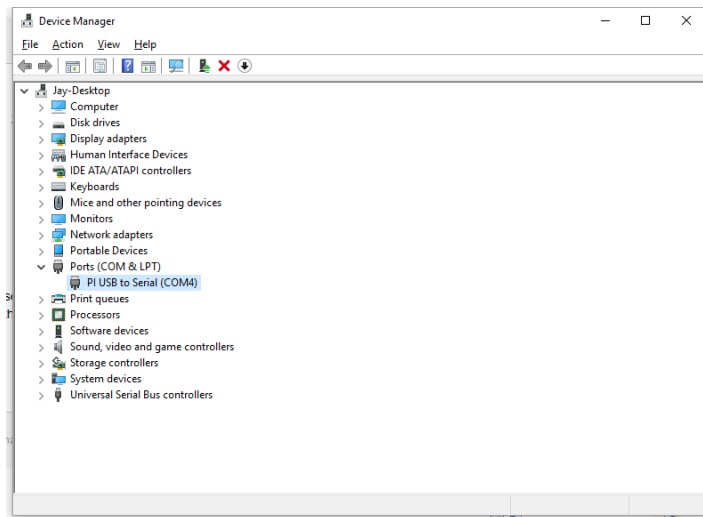 Device Manager
File Action View Help
Jay-Desktop
Computer
Disk drives
Display adapters
Human Interface Devices
IDE ATA/ATAPI controllers
Keyboards
Mice and other pointing devices
Monitors
Network adapters
Portable Devices
Ports (COM & LPT)
PI USB to Serial (COM4)
Print queues
Processors
Software devices
Sound, video and game controllers
Storage controllers
System devices
Universal Serial Bus controllers